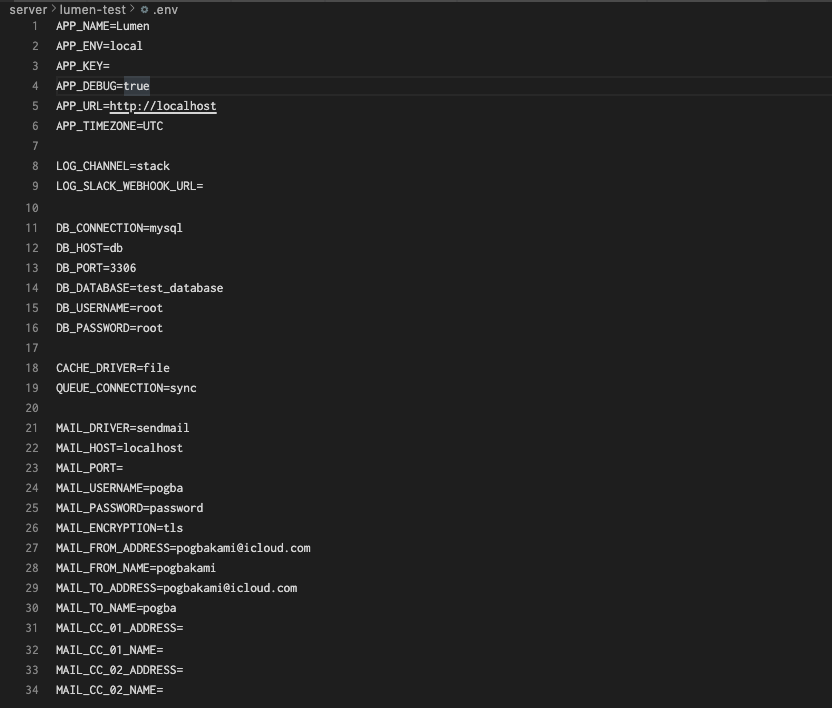 server > lumen-test > .env
1 APP_NAME=Lumen
2 APP_ENV=local
3 APP_KEY=
4 APP_DEBUG=true
5 APP_URL=http://localhost
6 APP_TIMEZONE=UTC
7
8 LOG_CHANNEL=stack
9 LOG_SLACK_WEBHOOK_URL=
10
11 DB_CONNECTION=mysql
12 DB_HOST=db
13 DB_PORT=3306
14 DB_DATABASE=test_database
15 DB_USERNAME=root
16 DB_PASSWORD=root
17
18 CACHE_DRIVER=file
19 QUEUE_CONNECTION=sync
20
21 MAIL_DRIVER=sendmail
22 MAIL_HOST=localhost
23 MAIL_PORT=
24 MAIL_USERNAME=pogba
25 MAIL_PASSWORD=password
26 MAIL_ENCRYPTION=tls
27 MAIL_FROM_ADDRESS=pogbakami@icloud.com
28 MAIL_FROM_NAME=pogbakami
29 MAIL_TO_ADDRESS=pogbakami@icloud.com
30 MAIL_TO_NAME=pogba
31 MAIL_CC_01_ADDRESS=
32 MAIL_CC_01_NAME=
33 MAIL_CC_02_ADDRESS=
34 MAIL_CC_02_NAME=